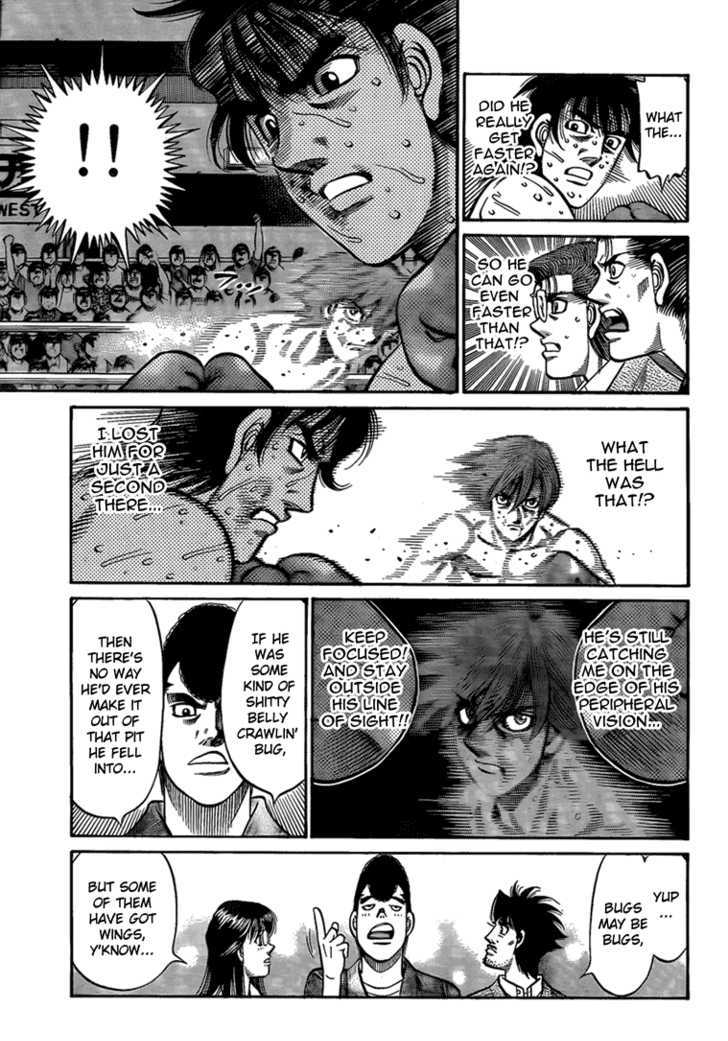 WHAT
THE...
DID HE
REALLY
GET
FASTER
AGAIN!?
!!
WEST
SO HE
CAN GO
EVEN
FASTER
THAN
THAT!?
WHAT
THE HELL
WAS
THAT!?
I LOST
HIM FOR
JUST A
SECOND
THERE...
HE'S STILL
CATCHING
ME ON THE
EDGE OF HIS
PERIPHERAL
VISION...
KEEP
FOCUSED!
AND STAY
OUTSIDE
HIS LINE
OF SIGHT!!
IF HE
WAS
SOME
KIND OF
SHITTY
BELLY
CRAWLIN'
BUG,
THEN
THERE'S
NO WAY
HE'D EVER
MAKE IT
OUT OF
THAT PIT
HE FELL
INTO...
YUP
...
BUGS
MAY BE
BUGS,
BUT SOME
OF THEM
HAVE GOT
WINGS,
Y'KNOW...